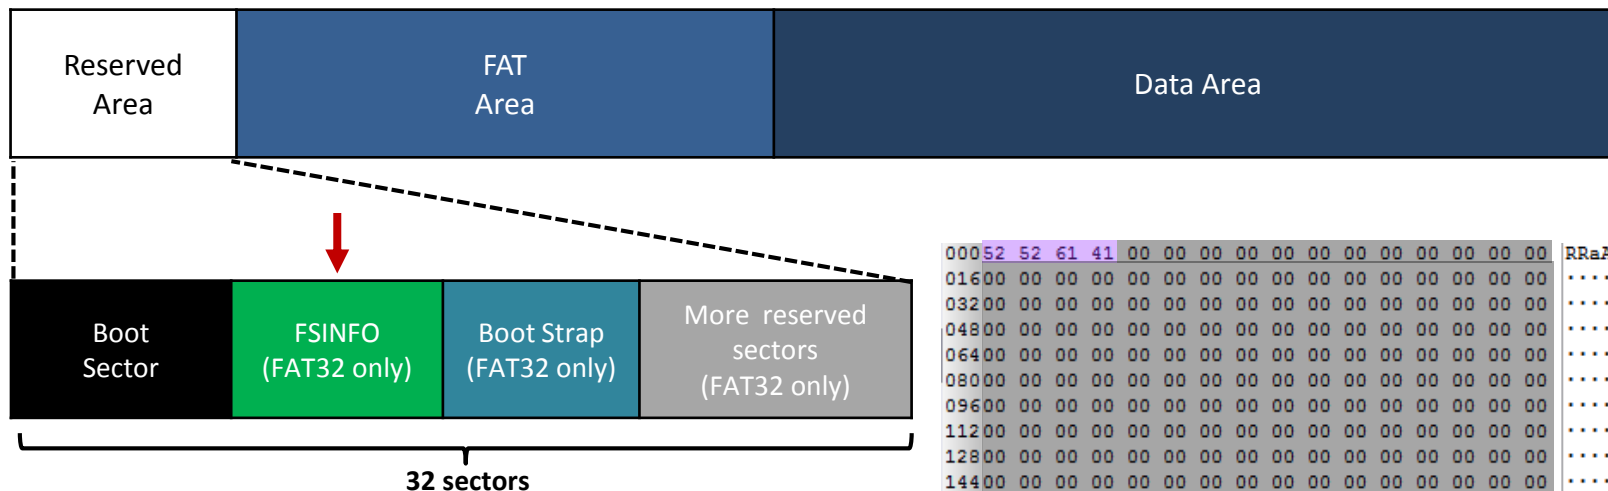 Reserved
Area
FAT
Area
Data Area
Boot
Sector
FSINFO
(FAT32 only)
Boot Strap
(FAT32 only)
More reserved
sectors
(FAT32 only)
32 sectors
000 52 52 61 41 00 00 00 00 00 00 00 00 00 00 00 00 RRaA
016 00 00 00 00 00 00 00 00 00 00 00 00 00 00 00 00 ····
032 00 00 00 00 00 00 00 00 00 00 00 00 00 00 00 00 ····
048 00 00 00 00 00 00 00 00 00 00 00 00 00 00 00 00 ····
064 00 00 00 00 00 00 00 00 00 00 00 00 00 00 00 00 ····
080 00 00 00 00 00 00 00 00 00 00 00 00 00 00 00 00 ····
096 00 00 00 00 00 00 00 00 00 00 00 00 00 00 00 00 ····
112 00 00 00 00 00 00 00 00 00 00 00 00 00 00 00 00 ····
128 00 00 00 00 00 00 00 00 00 00 00 00 00 00 00 00 ····
144 00 00 00 00 00 00 00 00 00 00 00 00 00 00 00 00 ····